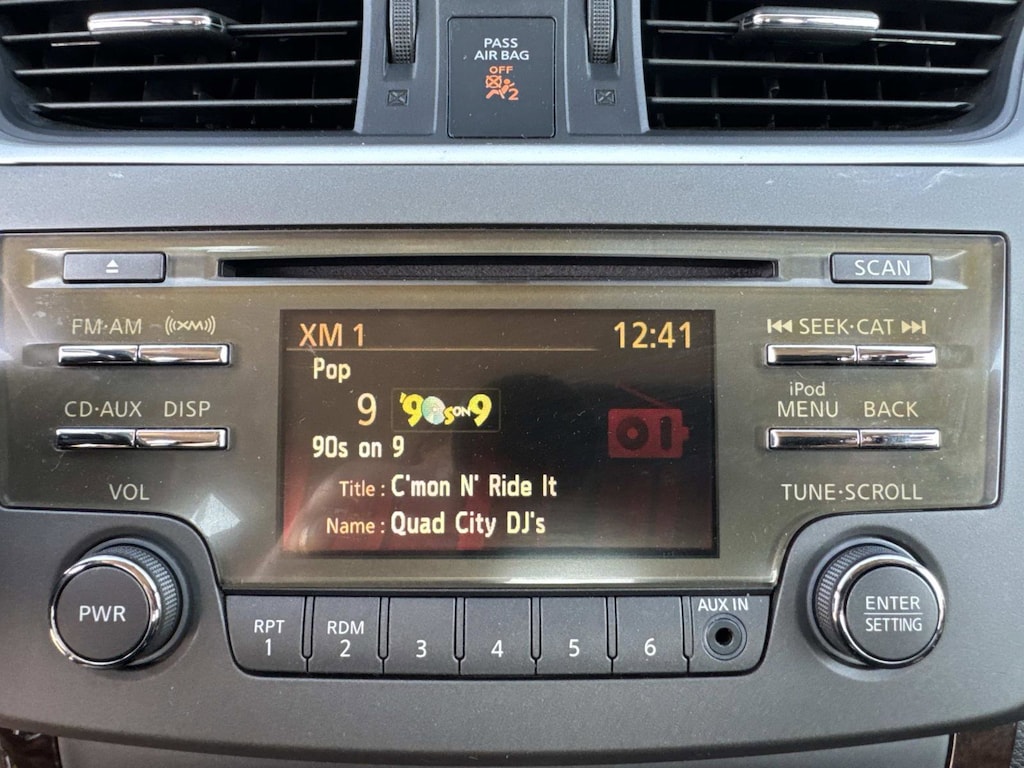 PASS
AIR BAG
OFF
2
SCAN
FM·AM XM
SEEK·CAT
XM 1 12:41
Pop
9 '90s ON 9
90s on 9
Title : C'mon N' Ride It
Name : Quad City DJ's
CD·AUX DISP
iPod
MENU BACK
VOL
TUNE·SCROLL
PWR
RPT
1
RDM
2
3
4
5
6
AUX IN
ENTER
SETTING